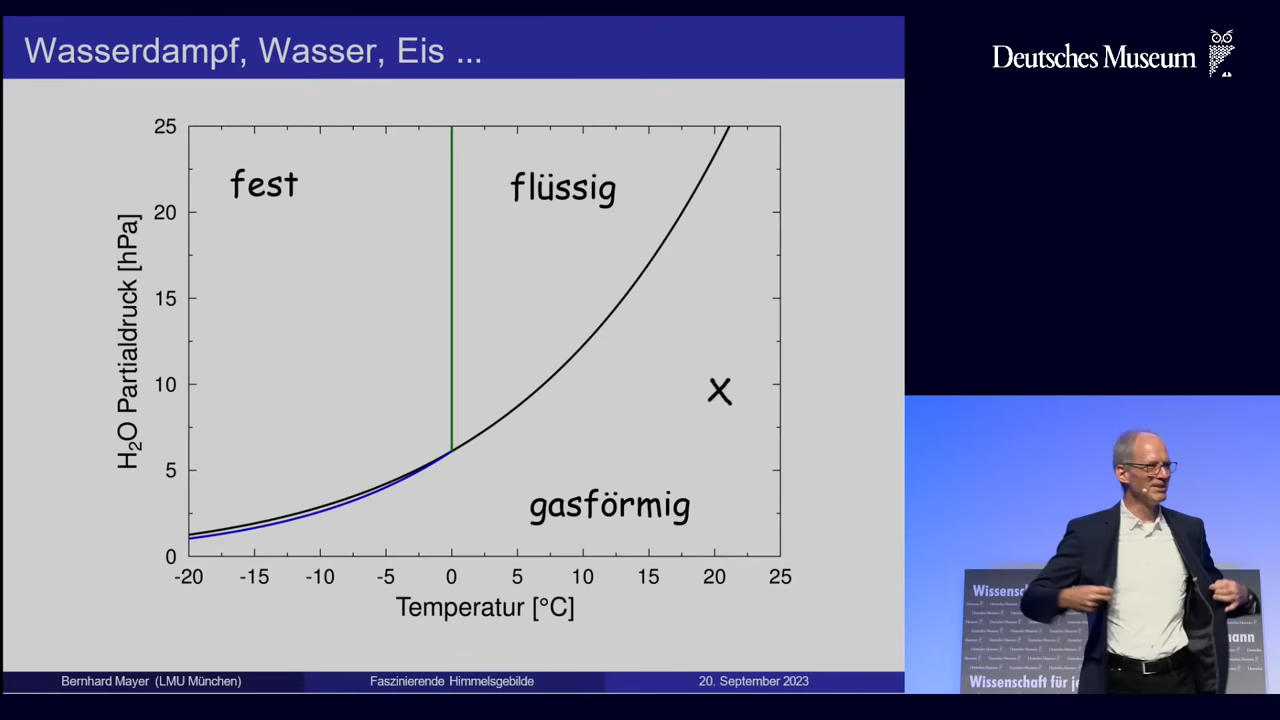 Wasserdampf, Wasser, Eis ...
Deutsches Museum
25
20
15
10
5
0
H₂O Partialdruck [hPa]
fest
flüssig
x
gasförmig
-20 -15 -10 -5 0 5 10 15 20 25
Temperatur [°C]
Bernhard Mayer (LMU München) Faszinierende Himmelsgebilde 20. September 2023
Wissenschaft für